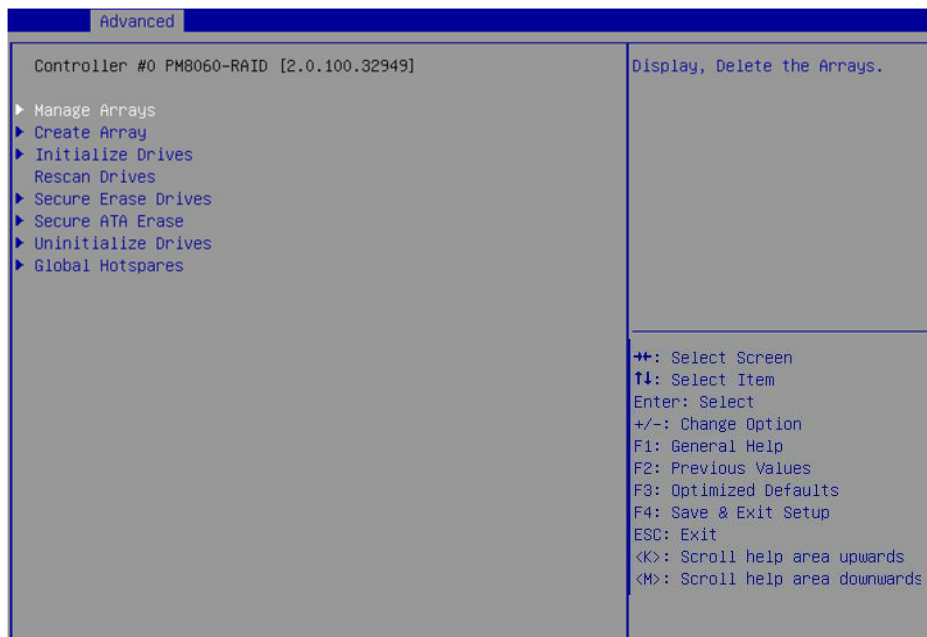 Advanced
Controller #0 PM8060-RAID [2.0.100.32949]
Manage Arrays
Create Array
Initialize Drives
Rescan Drives
Secure Erase Drives
Secure ATA Erase
Uninitialize Drives
Global Hotspares
Display, Delete the Arrays.
→←: Select Screen
↑↓: Select Item
Enter: Select
+/-: Change Option
F1: General Help
F2: Previous Values
F3: Optimized Defaults
F4: Save & Exit Setup
ESC: Exit
<K>: Scroll help area upwards
<M>: Scroll help area downwards